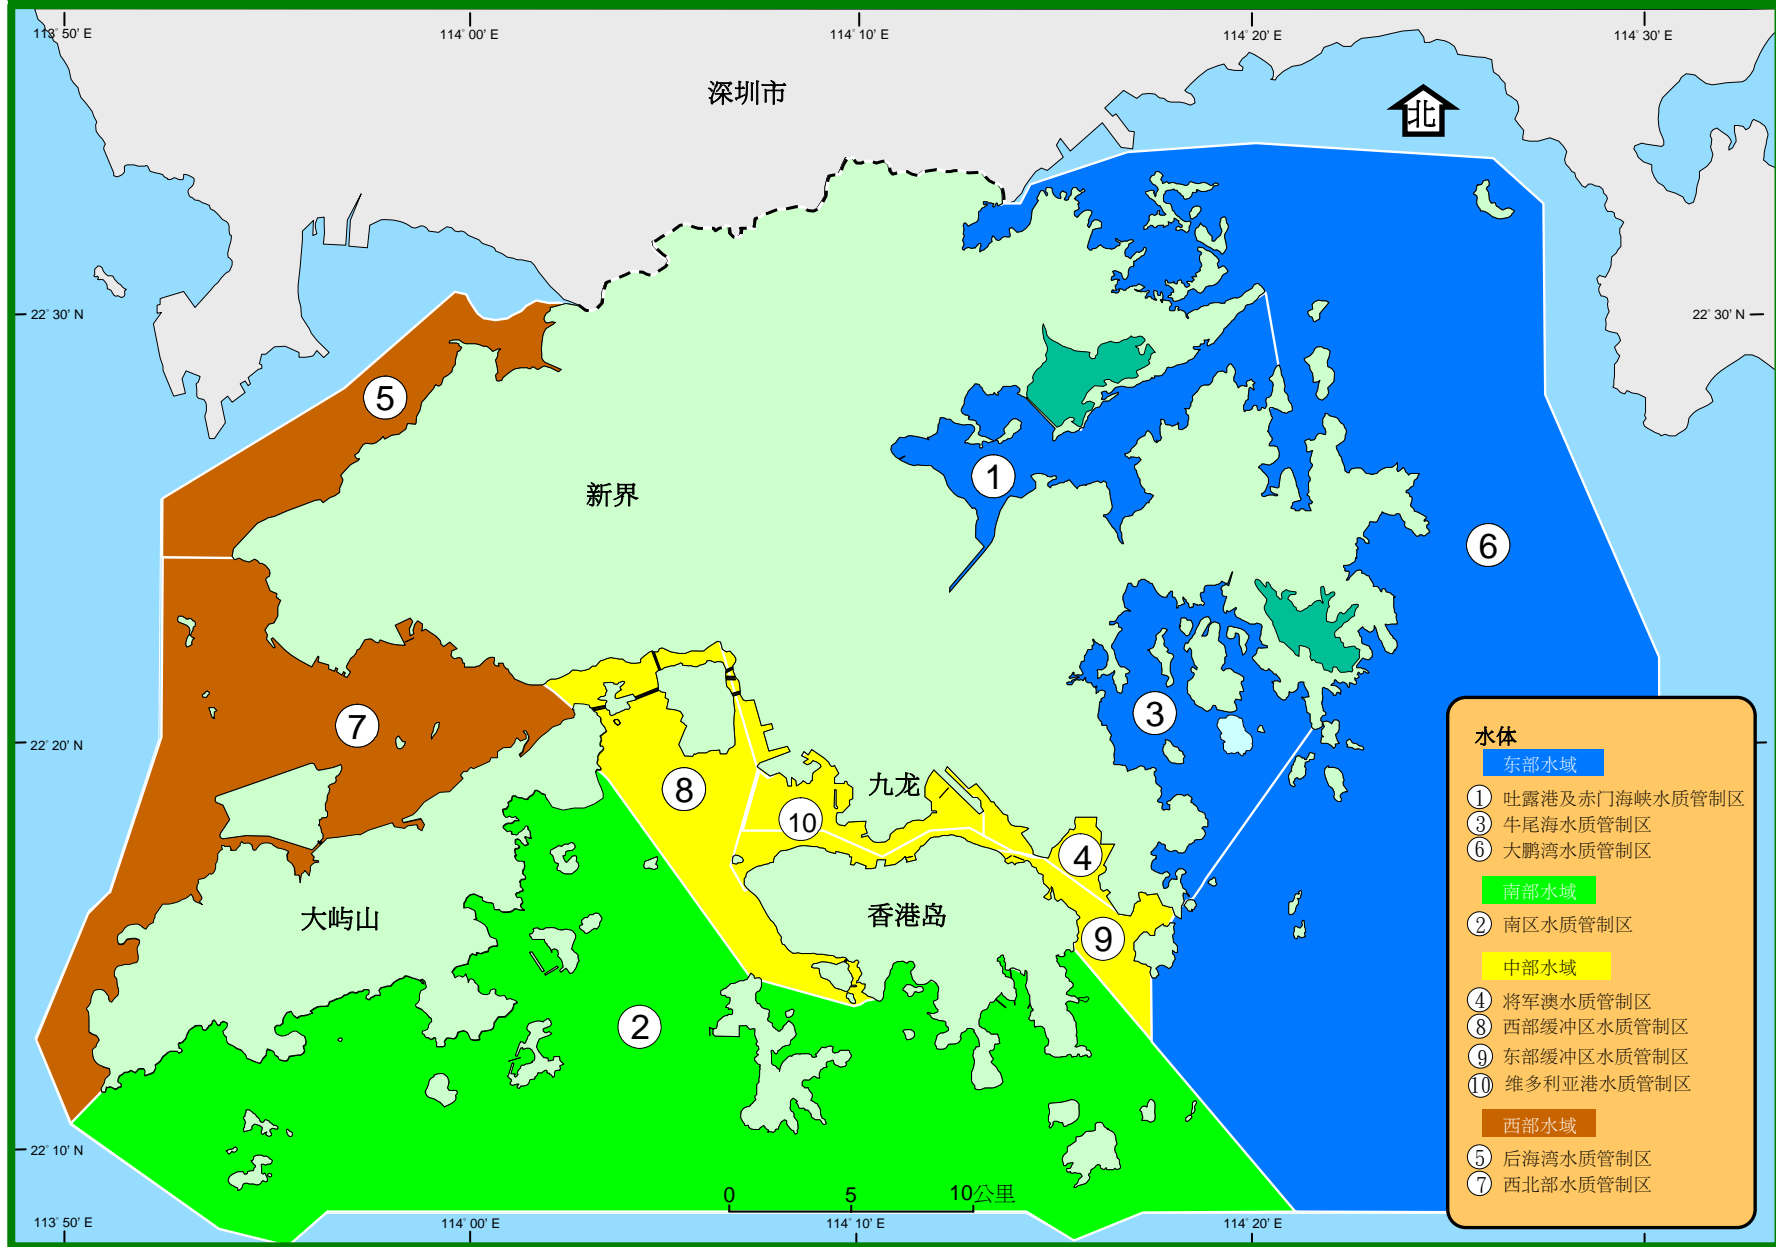 113° 50' E
114° 00' E
114° 10' E
114° 20' E
114° 30' E
深圳市
北
22° 30' N
22° 30' N
5
新界
1
6
7
3
22° 20' N
8
九龙
10
4
大屿山
香港岛
9
2
水体
东部水域
1 吐露港及赤门海峡水质管制区
3 牛尾海水质管制区
6 大鹏湾水质管制区
南部水域
2 南区水质管制区
中部水域
4 将军澳水质管制区
8 西部缓冲区水质管制区
9 东部缓冲区水质管制区
10 维多利亚港水质管制区
西部水域
5 后海湾水质管制区
7 西北部水质管制区
22° 10' N
0 5 10公里
113° 50' E
114° 00' E
114° 10' E
114° 20' E